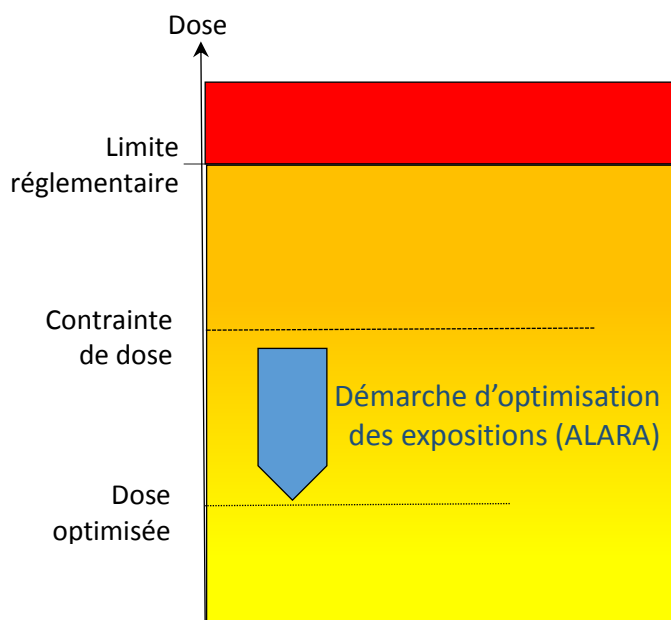 Dose
Limite
réglementaire
Contrainte
de dose
Démarche d’optimisation
des expositions (ALARA)
Dose
optimisée